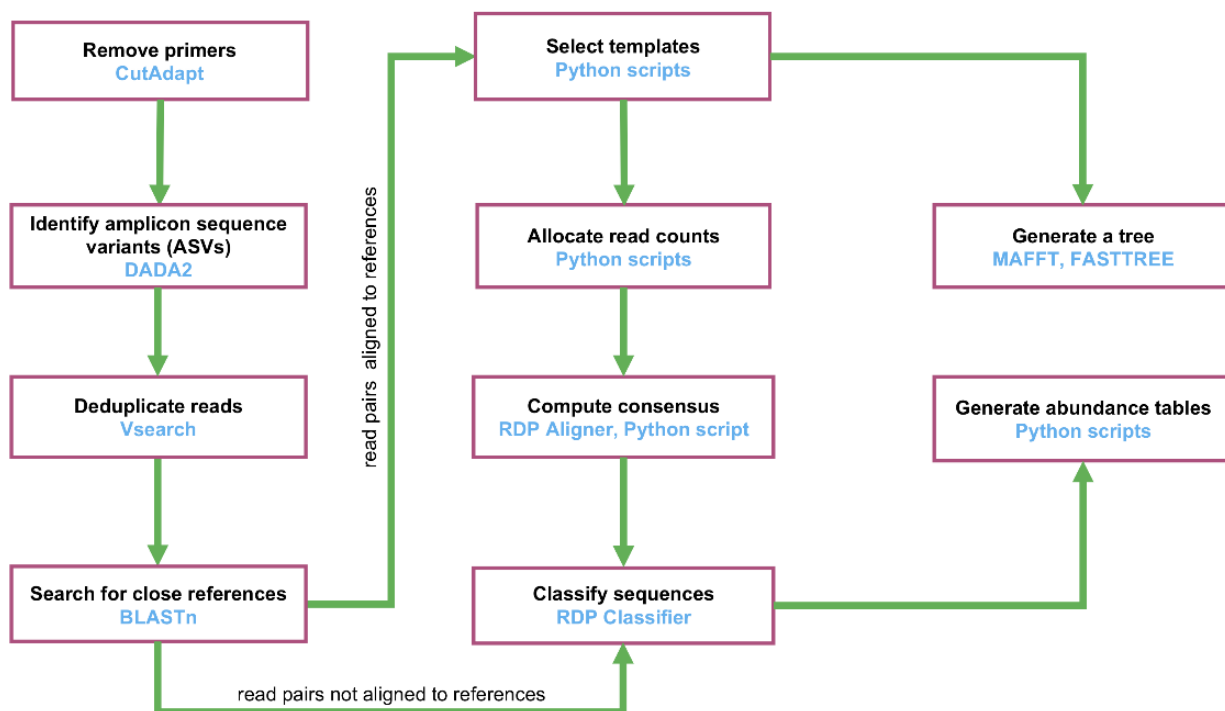 Remove primers
CutAdapt
Identify amplicon sequence
variants (ASVs)
DADA2
Deduplicate reads
Vsearch
Search for close references
BLASTn
read pairs aligned to references
read pairs not aligned to references
Select templates
Python scripts
Allocate read counts
Python scripts
Compute consensus
RDP Aligner, Python script
Classify sequences
RDP Classifier
Generate a tree
MAFFT, FASTTREE
Generate abundance tables
Python scripts